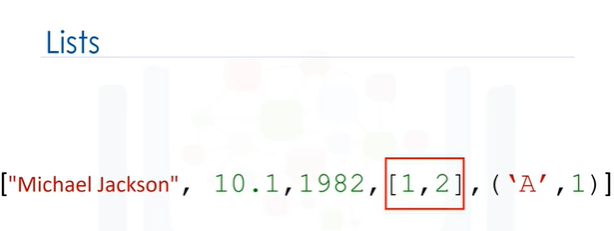 Lists
["Michael Jackson", 10.1,1982,[1,2],(‘A’,1)]